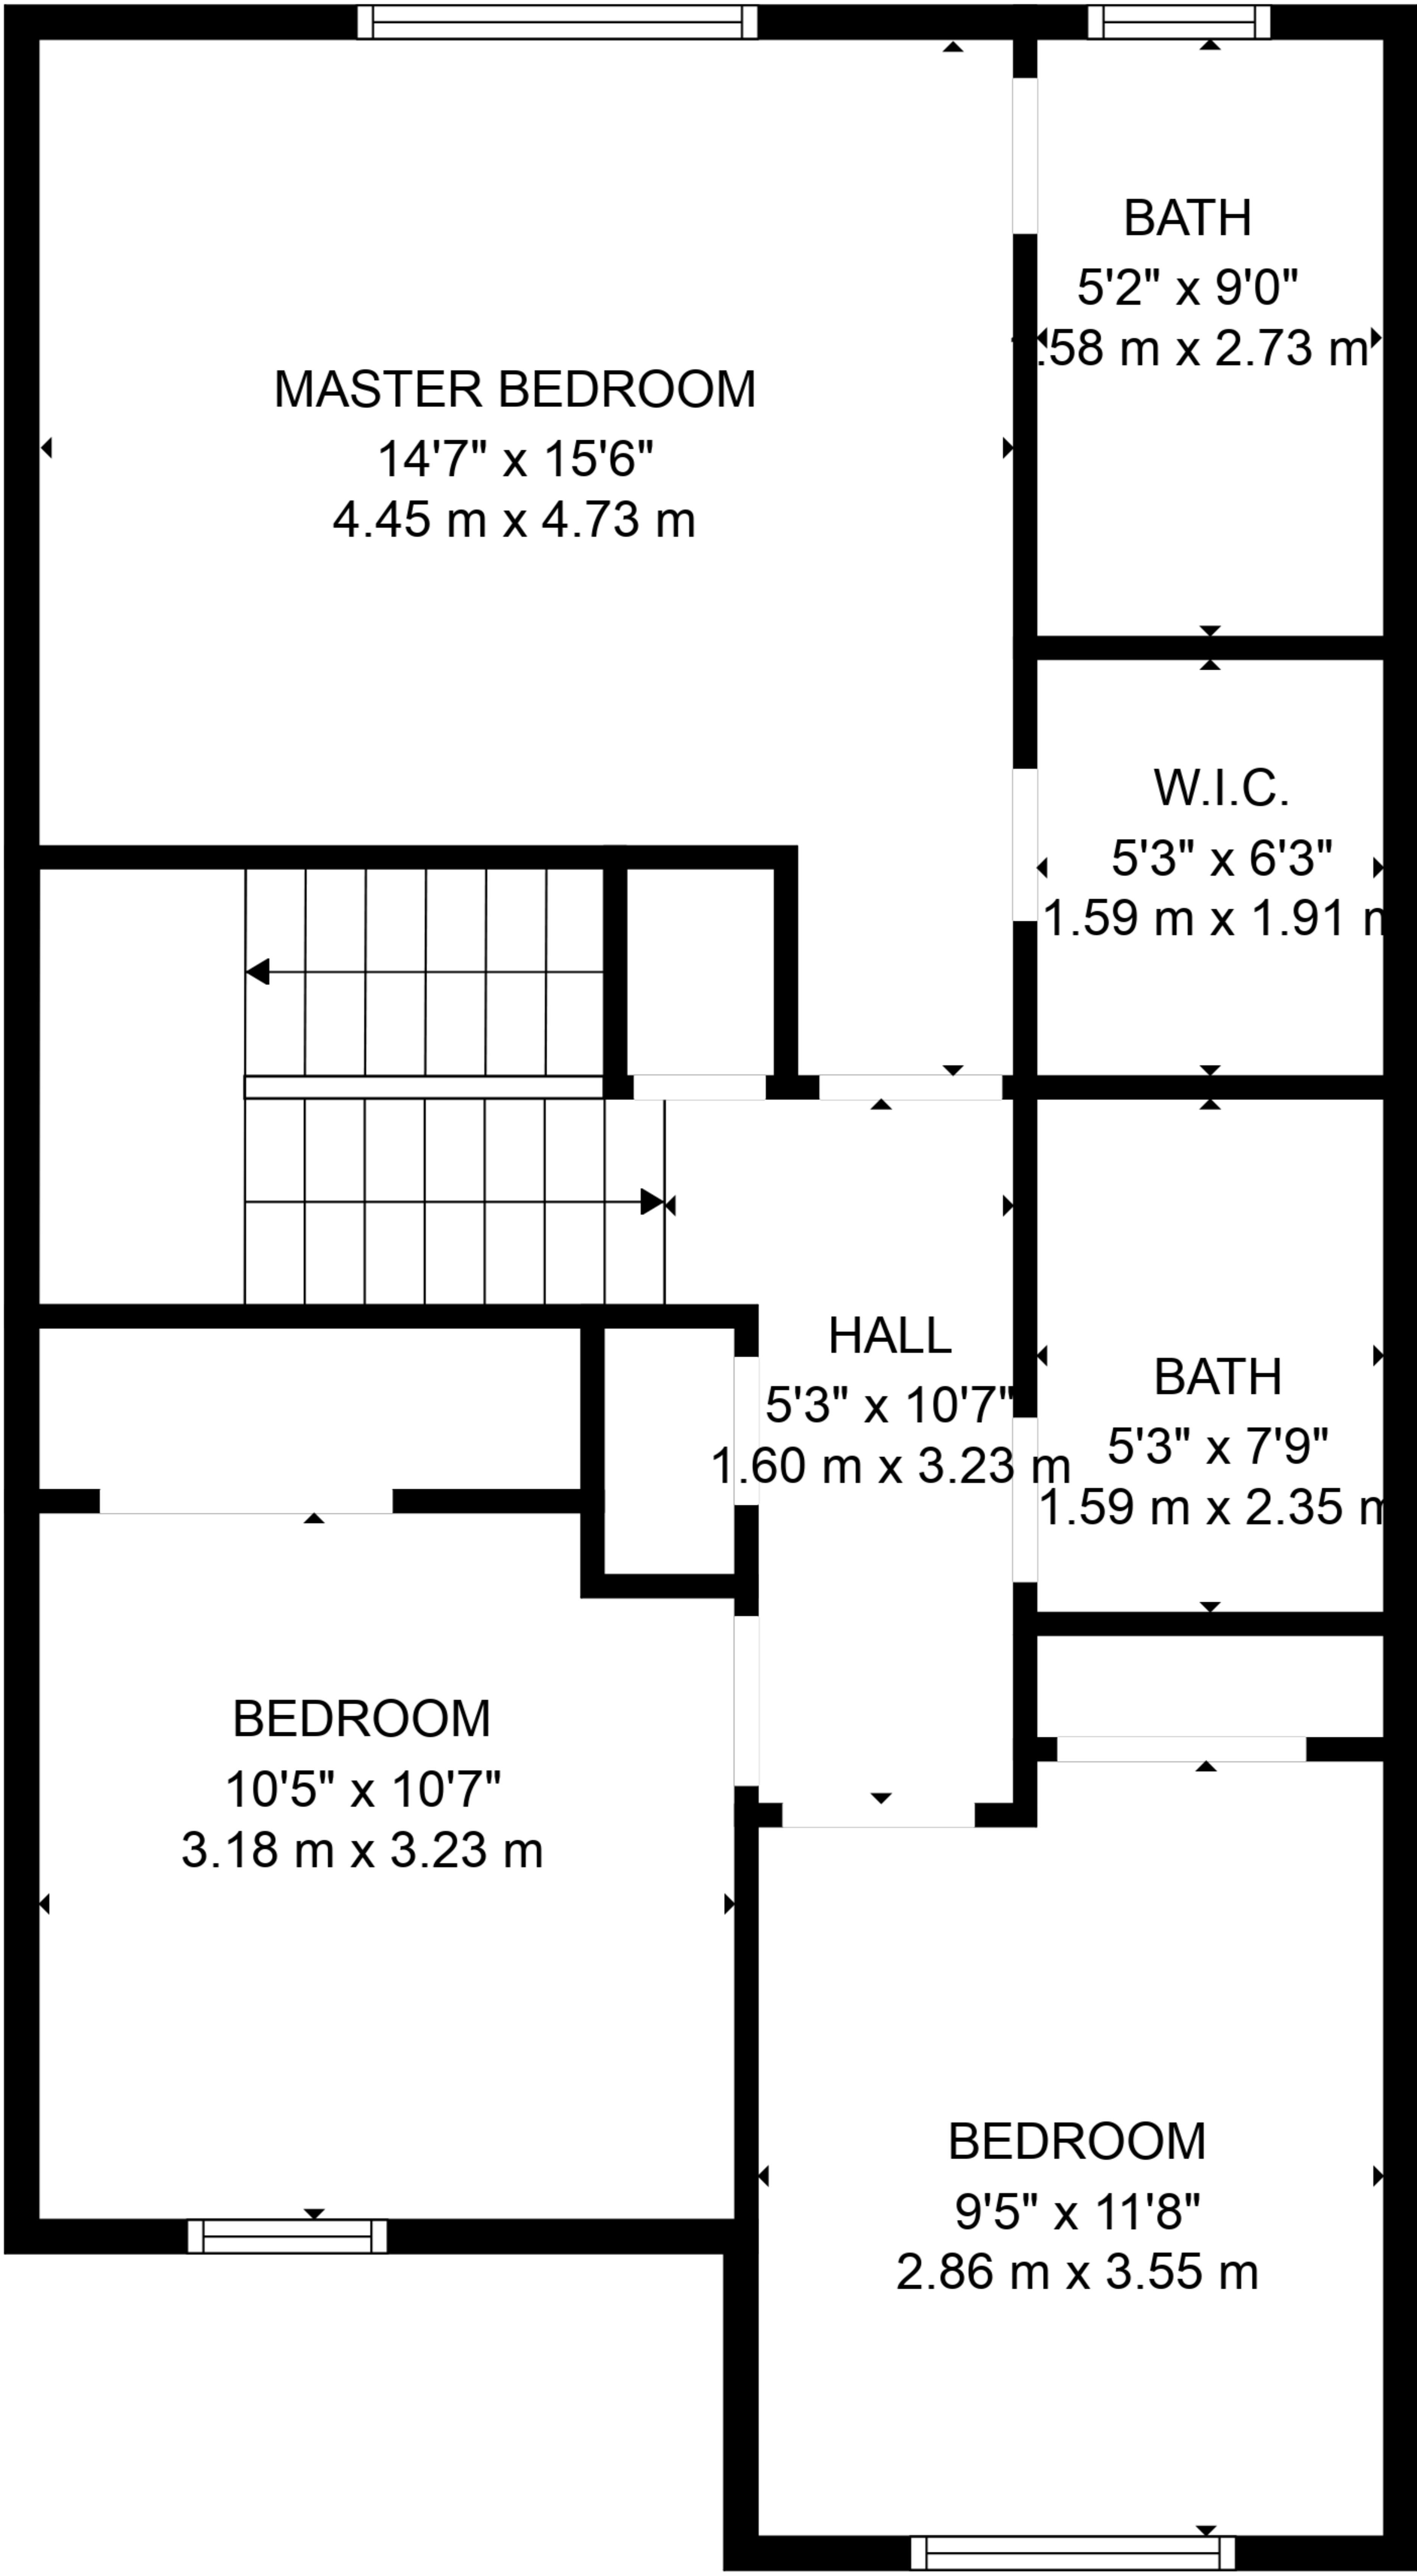 BATH
5'2" x 9'0"
.58 m x 2.73 m
MASTER BEDROOM
14'7" x 15'6"
4.45 m x 4.73 m
W.I.C.
5'3" x 6'3"
1.59 m x 1.91 m
HALL
5'3" x 10'7"
1.60 m x 3.23 m
BATH
5'3" x 7'9"
1.59 m x 2.35 m
BEDROOM
10'5" x 10'7"
3.18 m x 3.23 m
BEDROOM
9'5" x 11'8"
2.86 m x 3.55 m